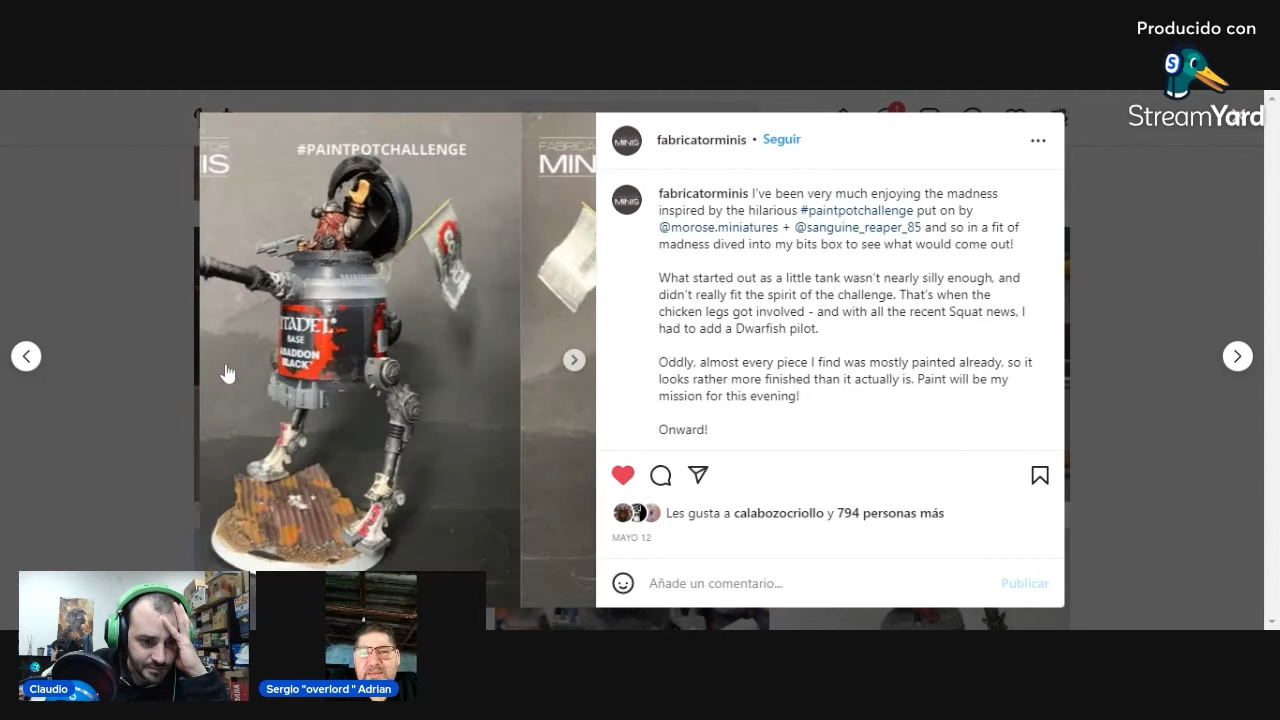 Producido con
StreamYard
1
#PAINTPOTCHALLENGE
MINIS
fabricatorminis • Seguir
MINIS
fabricatorminis I've been very much enjoying the madness
inspired by the hilarious #paintpotchallenge put on by
@morose.miniatures + @sanguine_reaper_85 and so in a fit of
madness dived into my bits box to see what would come out!
What started out as a little tank wasn't nearly silly enough, and
didn't really fit the spirit of the challenge. That's when the
chicken legs got involved - and with all the recent Squat news, I
had to add a Dwarfish pilot.
Oddly, almost every piece I find was mostly painted already, so it
looks rather more finished than it actually is. Paint will be my
mission for this evening!
Onward!
ITADEL
BASE
ABADDON
BLACK
Les gusta a calabozocriollo y 794 personas más
MAYO 12
Añade un comentario...
Publicar
Claudio
Sergio "overlord " Adrian